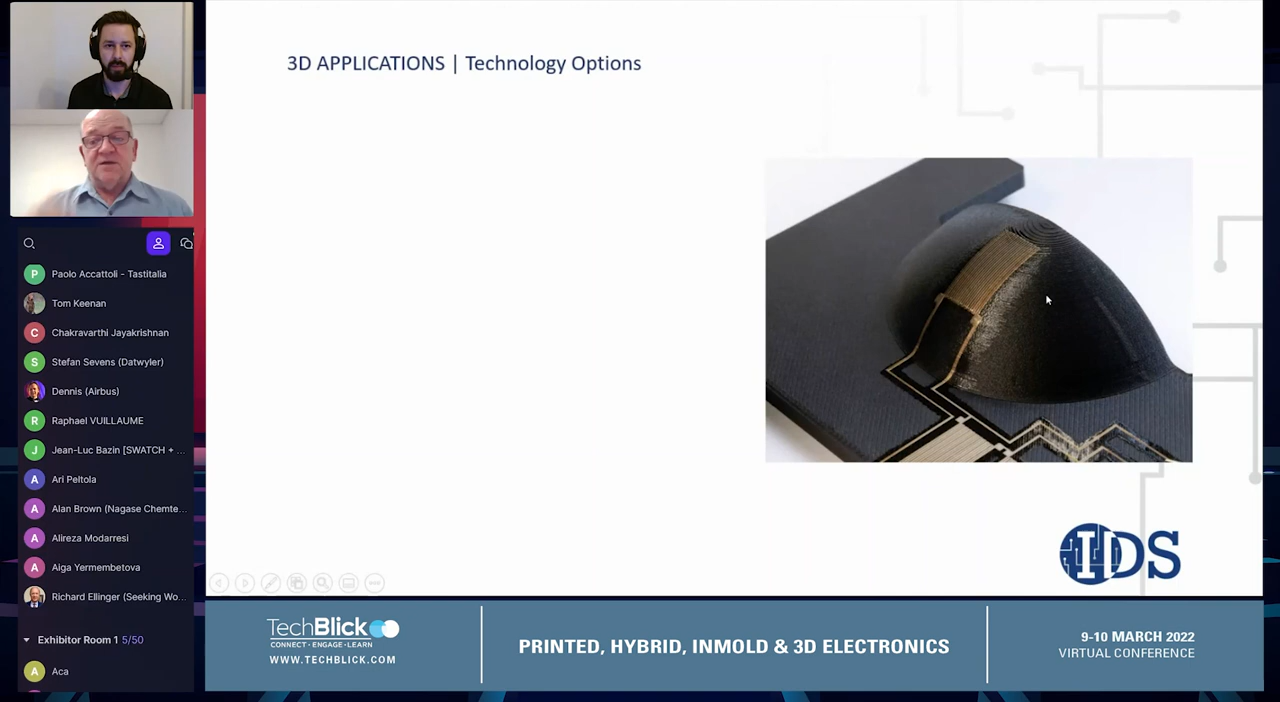 3D APPLICATIONS | Technology Options
P Paolo Accattoli - Tastitalia
Tom Keenan
C Chakravarthi Jayakrishnan
S Stefan Sevens (Datwyler)
Dennis (Airbus)
R Raphael VUILLAUME
J Jean-Luc Bazin [SWATCH + ...
A Ari Peltola
A Alan Brown (Nagase Chemte...
A Alireza Modarresi
A Aiga Yermembetova
Richard Ellinger (Seeking Wo...
Exhibitor Room 1 5/50
A Aca
IDS
TechBlick
CONNECT • ENGAGE • LEARN
WWW.TECHBLICK.COM
PRINTED, HYBRID, INMOLD & 3D ELECTRONICS
9-10 MARCH 2022
VIRTUAL CONFERENCE